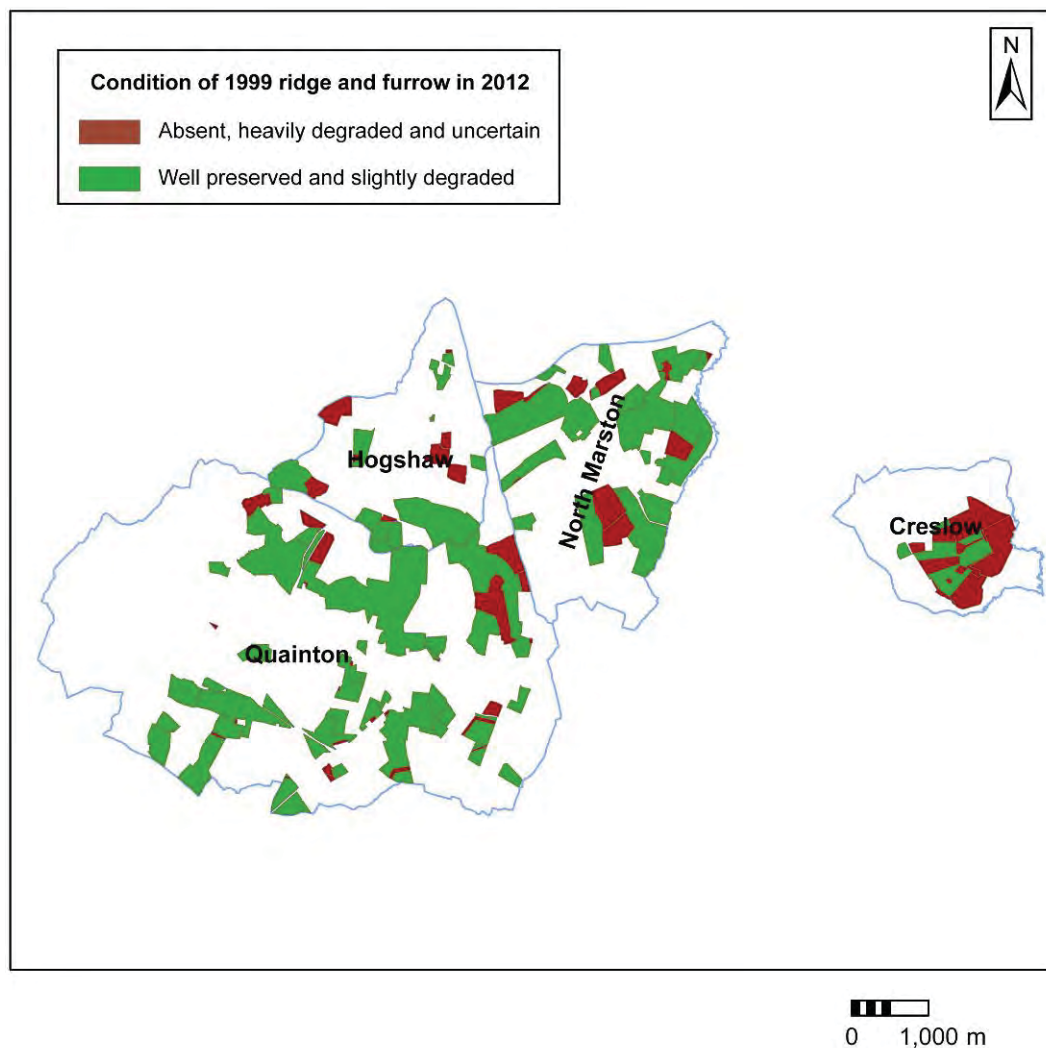 N
Condition of 1999 ridge and furrow in 2012
Absent, heavily degraded and uncertain
Well preserved and slightly degraded
Hogshaw
North Marston
Creslow
Quainton
0 1,000 m